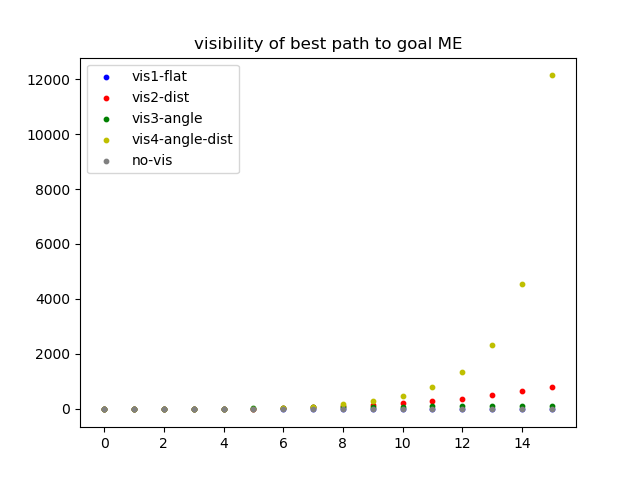 visibility of best path to goal ME
vis1-flat
vis2-dist
vis3-angle
vis4-angle-dist
no-vis
12000
10000
8000
6000
4000
2000
0
0 2 4 6 8 10 12 14